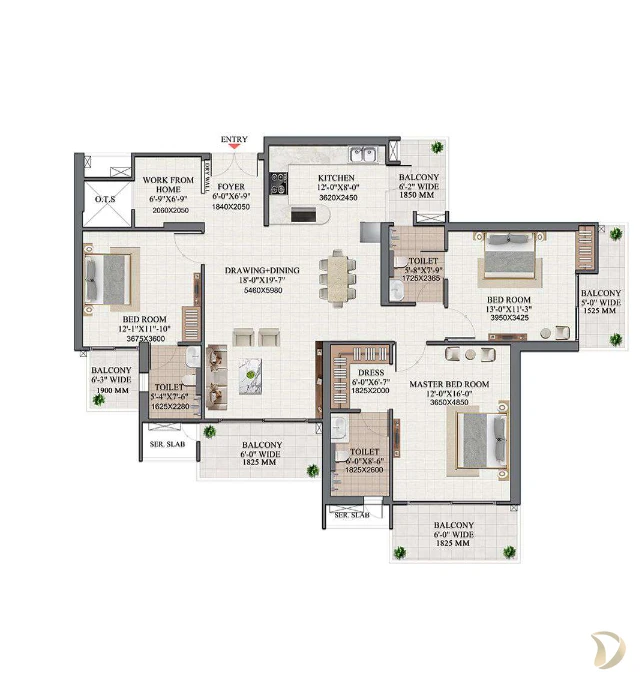 ENTRY
O.T.S
WORK FROM
HOME
6'-9"X6'-9"
2060X2050
FOYER
6'-0"X6'-9"
1840X2050
KITCHEN
12'-0"X8'-0"
3620X2450
BALCONY
6'-2" WIDE
1850 MM
TOILET
5'-8"X7'-9"
1725X2365
DRAWING+DINING
18'-0"X19'-7"
5460X5980
BED ROOM
13'-0"X11'-3"
3950X3425
BALCONY
5'-0" WIDE
1525 MM
BED ROOM
12'-1"X11'-10"
3675X3600
BALCONY
6'-3" WIDE
1900 MM
TOILET
5'-4"X7'-6"
1625X2280
DRESS
6'-0"X6'-7"
1825X2000
MASTER BED ROOM
12'-0"X16'-0"
3650X4850
SER. SLAB
BALCONY
6'-0" WIDE
1825 MM
TOILET
6'-0"X8'-6"
1825X2600
SER. SLAB
BALCONY
6'-0" WIDE
1825 MM